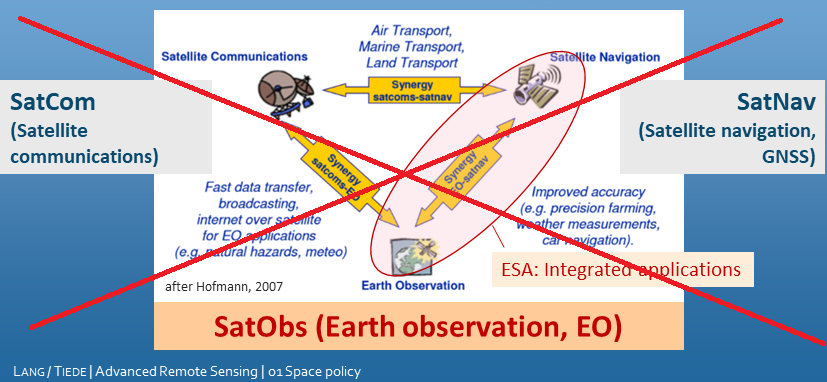 Air Transport,
Marine Transport,
Land Transport
Satellite Communications
Satellite Navigation
Synergy
satcoms-satnav
SatCom
(Satellite
communications)
SatNav
(Satellite navigation,
GNSS)
Synergy
satcoms-EO
Synergy
EO-satnav
Fast data transfer,
broadcasting,
internet over satellite
for EO applications
(e.g. natural hazards, meteo)
Improved accuracy
(e.g. precision farming,
weather measurements,
car navigation).
ESA: Integrated applications
after Hofmann, 2007
Earth Observation
SatObs (Earth observation, EO)
LANG / TIEDE | Advanced Remote Sensing | 01 Space policy